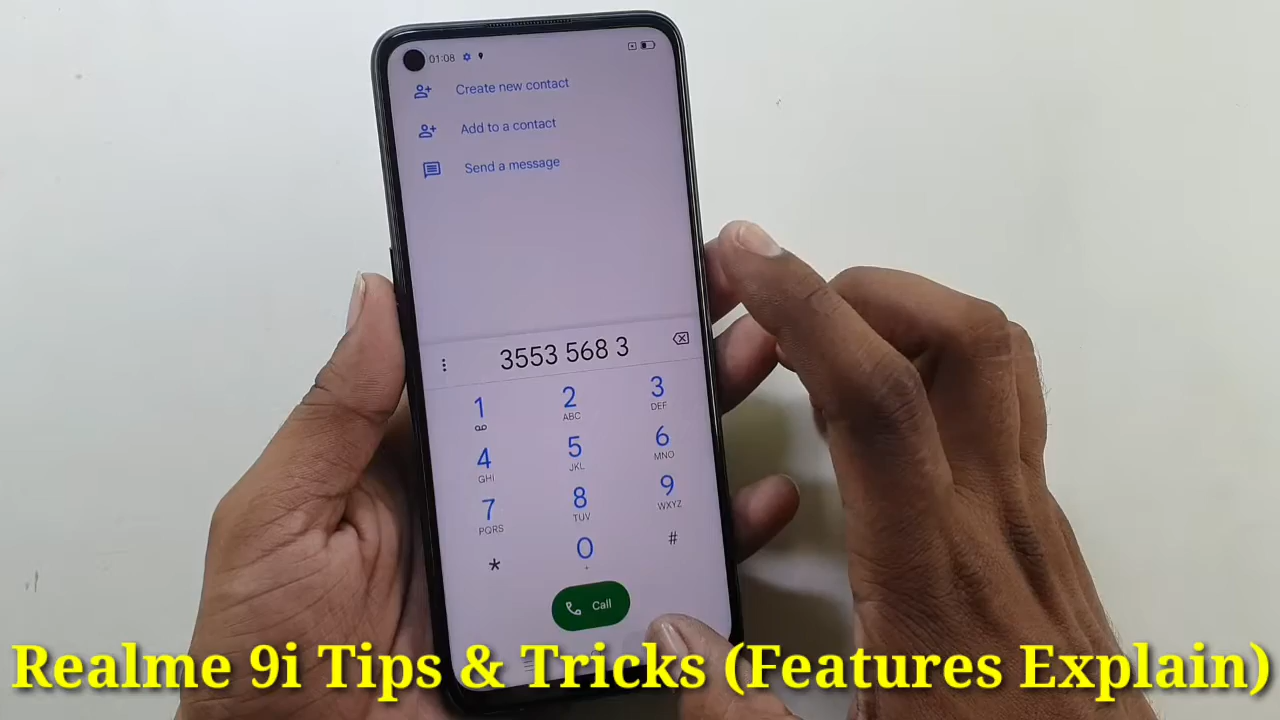 01:08
Create new contact
Add to a contact
Send a message
3553 568 3
1 2 ABC 3 DEF
4 GHI 5 JKL 6 MNO
7 PQRS 8 TUV 9 WXYZ
* 0 + #
Call
Realme 9i Tips & Tricks (Features Explain)